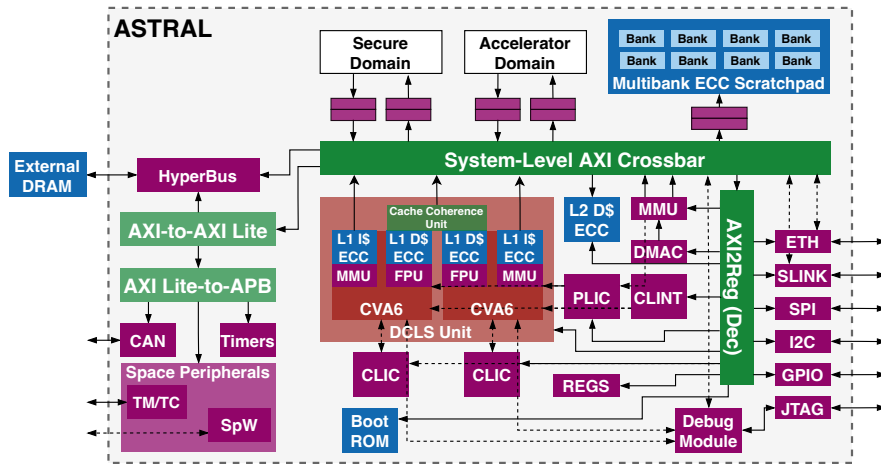 ASTRAL
Secure
Domain
Accelerator
Domain
Bank Bank Bank Bank
Bank Bank Bank Bank
Multibank ECC Scratchpad
System-Level AXI Crossbar
External
DRAM
HyperBus
AXI-to-AXI Lite
AXI Lite-to-APB
CAN
Timers
Space Peripherals
TM/TC
SpW
Cache Coherence
Unit
L1 I$
ECC
MMU
L1 D$
ECC
FPU
L1 D$
ECC
FPU
L1 I$
ECC
MMU
CVA6
CVA6
DCLS Unit
CLIC
CLIC
Boot
ROM
L2 D$
ECC
MMU
DMAC
PLIC
CLINT
REGS
Debug
Module
AXI2Reg (Dec)
ETH
SLINK
SPI
I2C
GPIO
JTAG